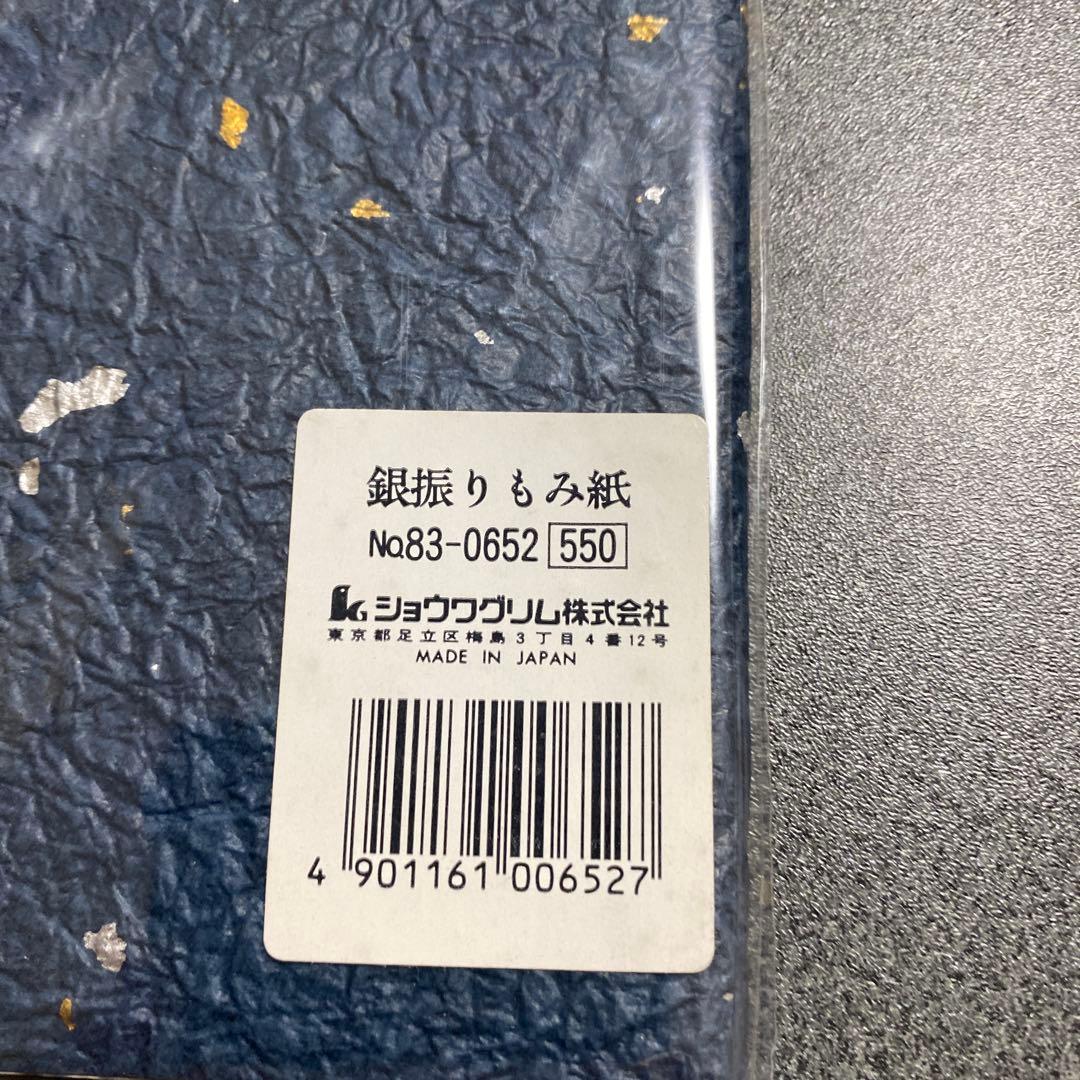 銀振りもみ紙
No.83-0652 550
ショウワグリム株式会社
東京都足立区梅島3丁目4番12号
MADE IN JAPAN
4 901161 006527